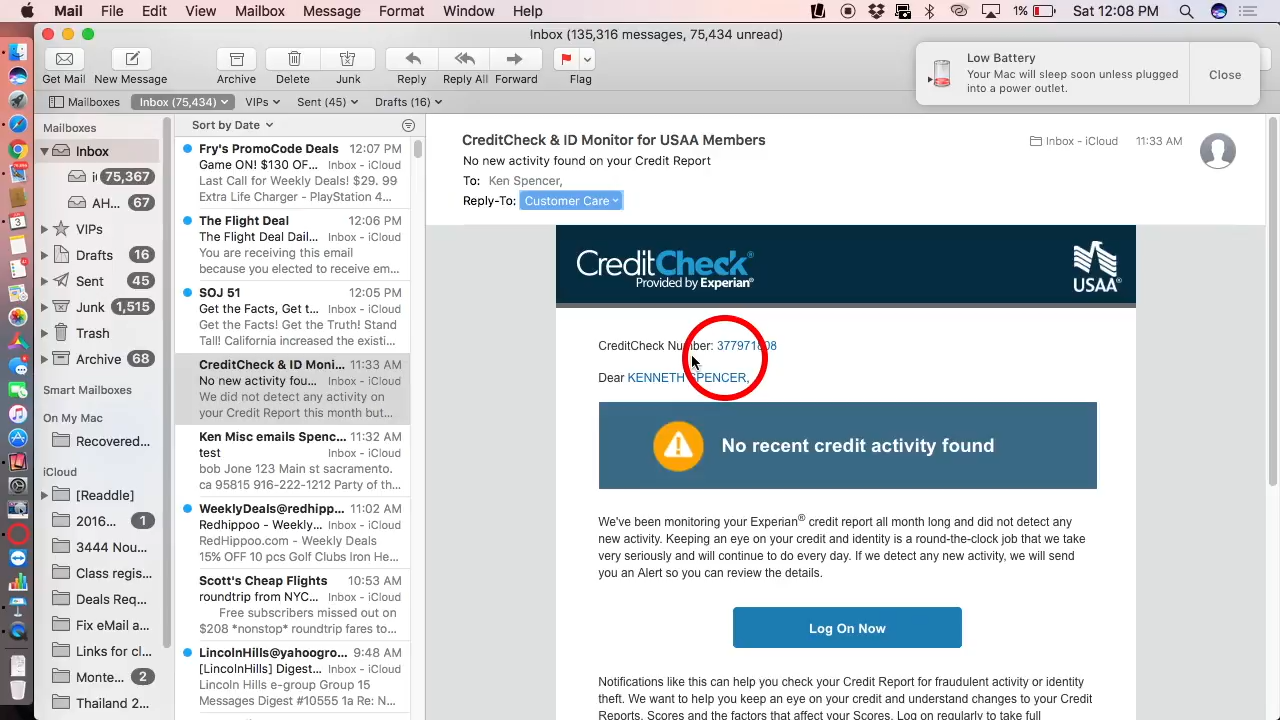 Mail File Edit View Mailbox Message Format Window Help 1% Sat 12:08 PM
Inbox (135,316 messages, 75,434 unread)
Get Mail New Message Archive Delete Junk Reply Reply All Forward Flag
Low Battery
Your Mac will sleep soon unless plugged
into a power outlet.
Close
Mailboxes Inbox (75,434) VIPs Sent (45) Drafts (16)
Mailboxes
Inbox
75,367
AH... 67
VIPs
Drafts 16
Sent 45
Junk 1,515
Trash
Archive 68
Smart Mailboxes
On My Mac
Recovered...
iCloud
[Readdle]
2016... 1
3444 Nou...
Class regis...
Deals Req...
Fix eMail a...
Links for cl...
Monte... 2
Thailand 2...
Sort by Date
Fry's PromoCode Deals 12:07 PM
Game ON! $130 OF... Inbox - iCloud
Last Call for Weekly Deals! $29. 99
Extra Life Charger - PlayStation 4...
The Flight Deal 12:06 PM
The Flight Deal Dail... Inbox - iCloud
You are receiving this email
because you elected to receive em...
SOJ 51 12:05 PM
Get the Facts, Get t... Inbox - iCloud
Get the Facts! Get the Truth! Stand
Tall! California increased the existi...
CreditCheck & ID Moni... 11:33 AM
No new activity fou... Inbox - iCloud
We did not detect any activity on
your Credit Report this month but...
Ken Misc emails Spenc... 11:32 AM
test Inbox - iCloud
bob Jone 123 Main st sacramento.
ca 95815 916-222-1212 Party of th...
WeeklyDeals@redhipp... 11:02 AM
Redhippoo - Weekly... Inbox - iCloud
RedHippoo.com - Weekly Deals
15% OFF 10 pcs Golf Clubs Iron He...
Scott's Cheap Flights 10:53 AM
roundtrip from NYC... Inbox - iCloud
Free subscribers missed out on
$208 *nonstop* roundtrip fares to...
LincolnHills@yahoogro... 9:48 AM
[LincolnHills] Digest... Inbox - iCloud
Lincoln Hills e-group Group 15
Messages Digest #10555 1a Re: N...
CreditCheck & ID Monitor for USAA Members
Inbox - iCloud 11:33 AM
No new activity found on your Credit Report
To: Ken Spencer,
Reply-To: Customer Care
CreditCheck®
Provided by Experian®
USAA®
CreditCheck Number: 377971808
Dear KENNETH SPENCER,
No recent credit activity found
We've been monitoring your Experian® credit report all month long and did not detect any
new activity. Keeping an eye on your credit and identity is a round-the-clock job that we take
very seriously and will continue to do every day. If we detect any new activity, we will send
you an Alert so you can review the details.
Log On Now
Notifications like this can help you check your Credit Report for fraudulent activity or identity
theft. We want to help you keep an eye on your credit and understand changes to your Credit
Reports, Scores and the factors that affect your Scores. Log on regularly to take full